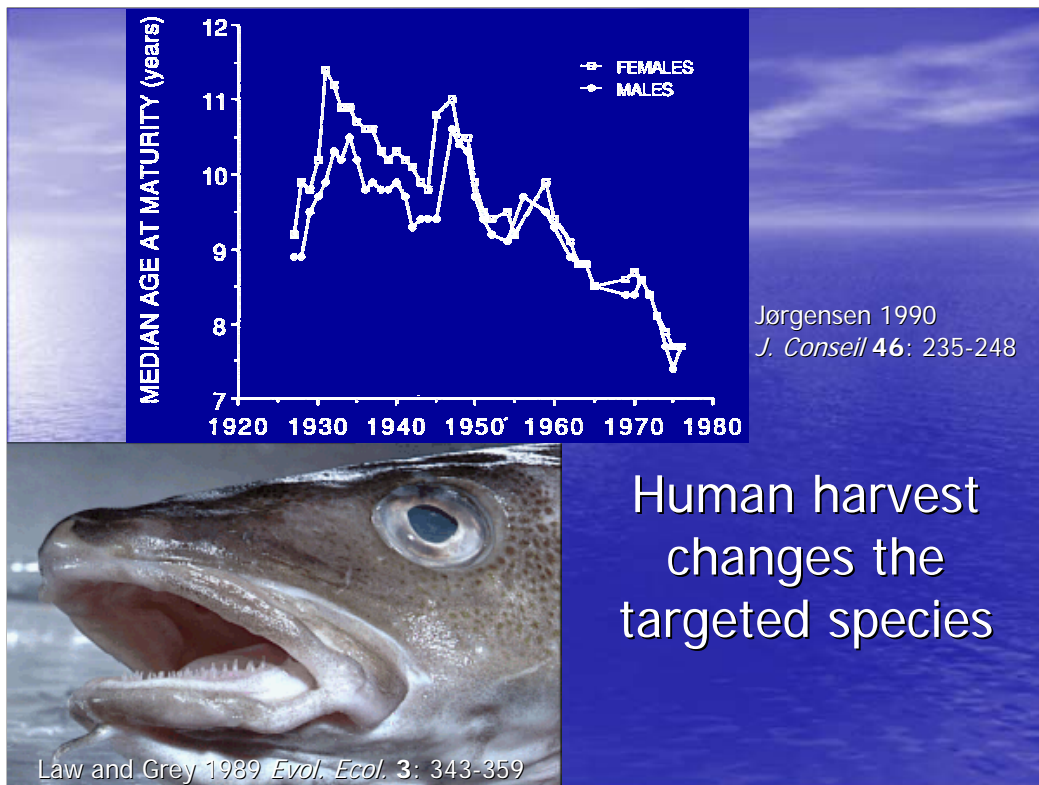 MEDIAN AGE AT MATURITY (years)
12
11
10
9
8
7
1920 1930 1940 1950 1960 1970 1980
FEMALES
MALES
Jørgensen 1990
J. Conseil 46: 235-248
Human harvest
changes the
targeted species
Law and Grey 1989 Evol. Ecol. 3: 343-359